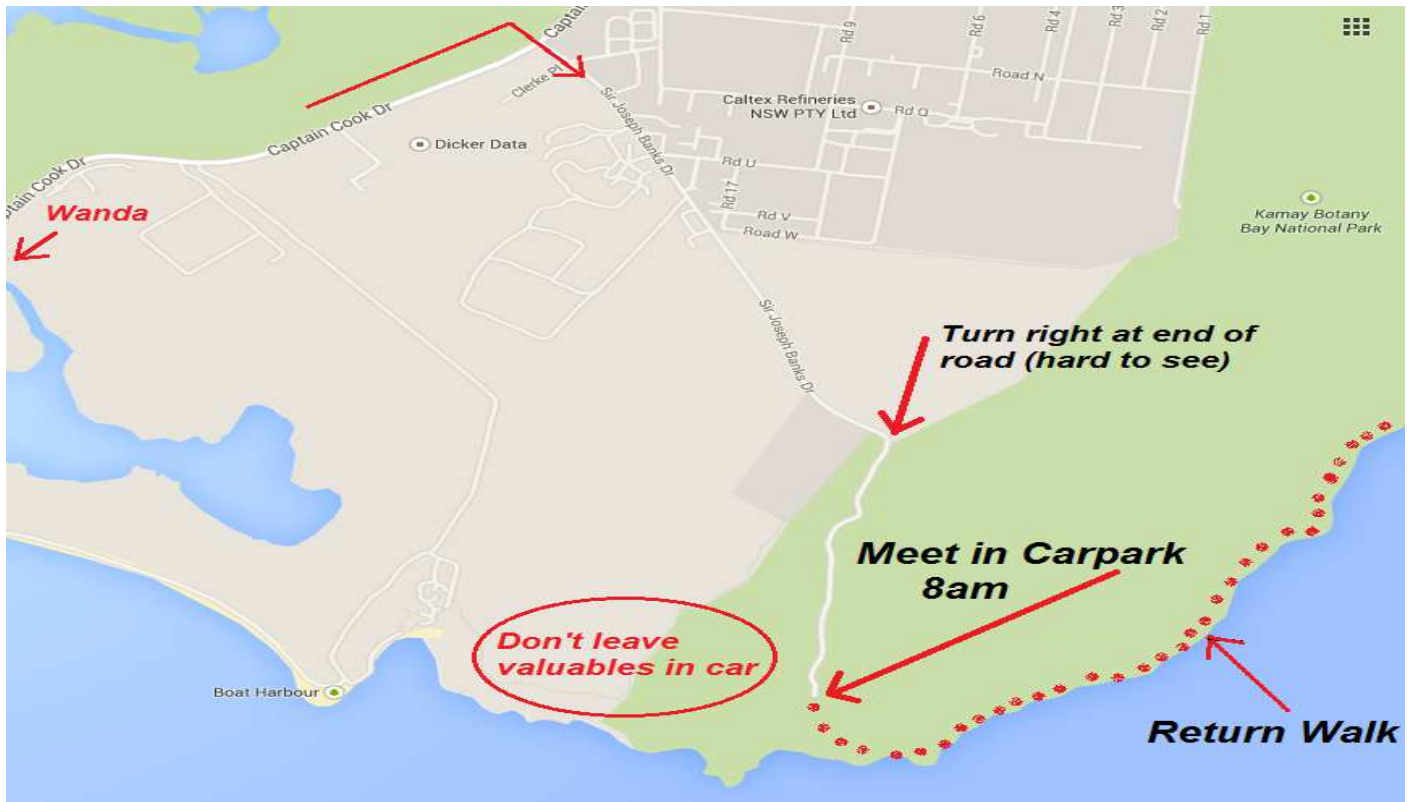 Captain
Rd 9
Rd 6
Rd 4
Rd 3
Rd 2
Rd 1
Clerke Pl
Road N
Caltex Refineries
NSW PTY Ltd
Rd Q
Captain Cook Dr
Sir Joseph Banks Dr
Dicker Data
Rd U
ptain Cook Dr
Wanda
Rd 17
Rd V
Road W
Kamay Botany
Bay National Park
Sir Joseph Banks Dr
Turn right at end of
road (hard to see)
Meet in Carpark
8am
Don't leave
valuables in car
Boat Harbour
Return Walk